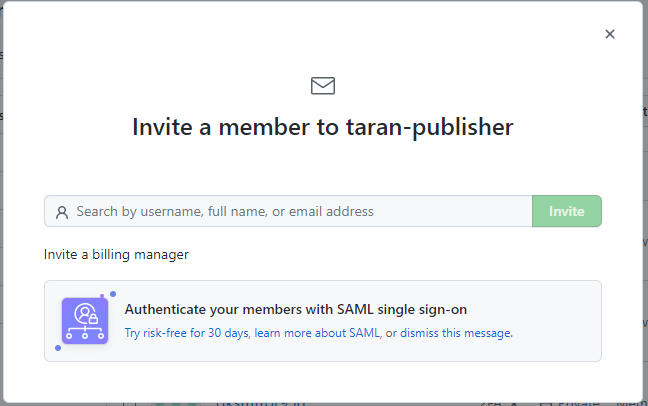 Invite a member to taran-publisher
Search by username, full name, or email address
Invite
Invite a billing manager
Authenticate your members with SAML single sign-on
Try risk-free for 30 days, learn more about SAML, or dismiss this message.
Private